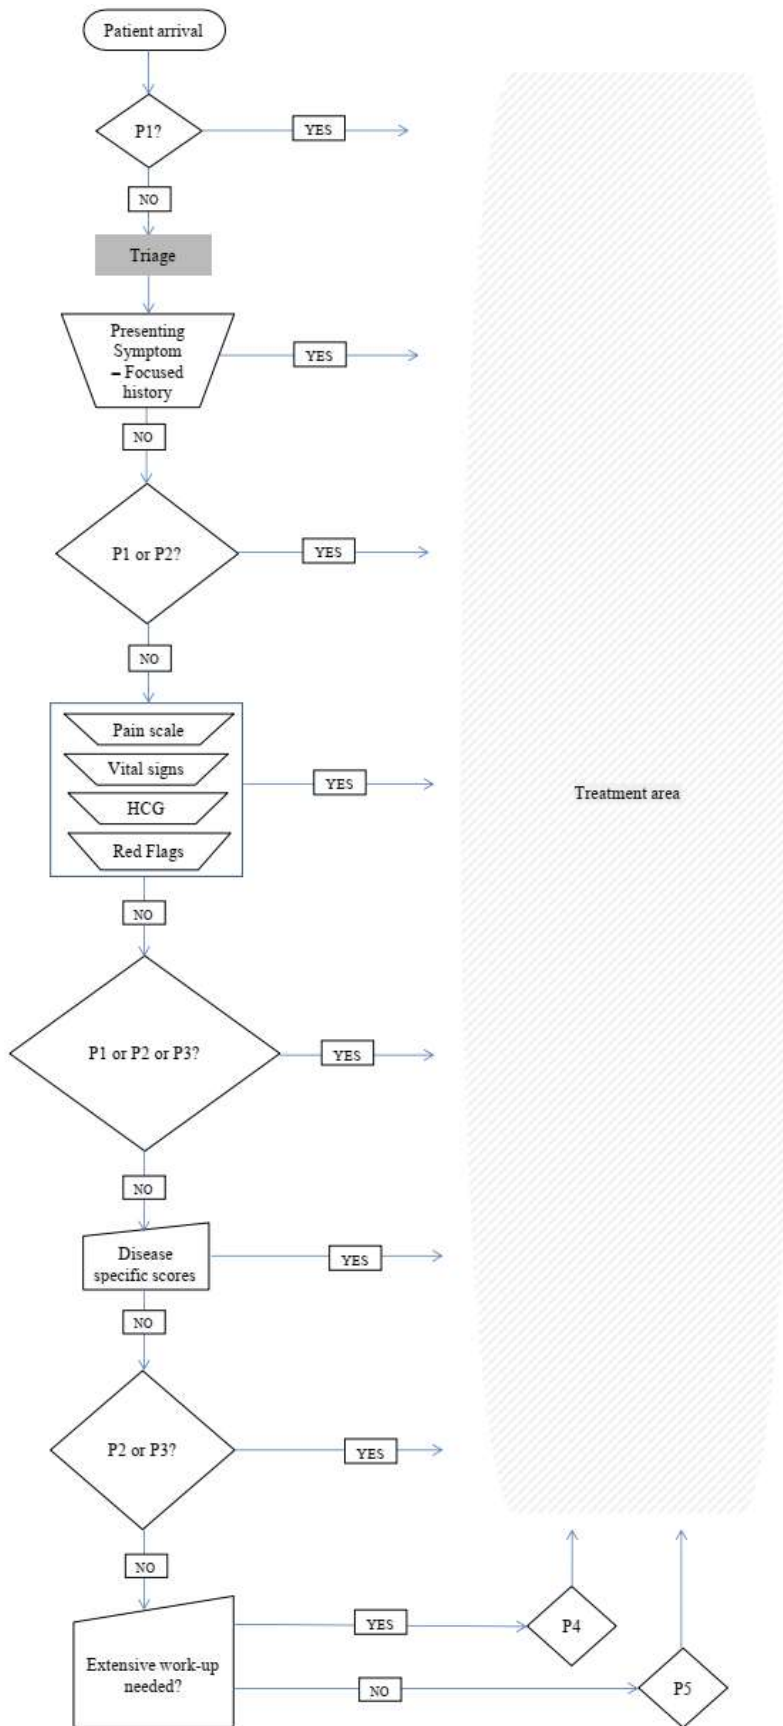 Patient arrival
P1?
YES
NO
Triage
Presenting
Symptom
– Focused
history
YES
NO
P1 or P2?
YES
NO
Pain scale
Vital signs
HCG
Red Flags
YES
Treatment area
NO
P1 or P2 or P3?
YES
NO
Disease
specific scores
YES
NO
P2 or P3?
YES
NO
Extensive work-up
needed?
YES
P4
NO
P5